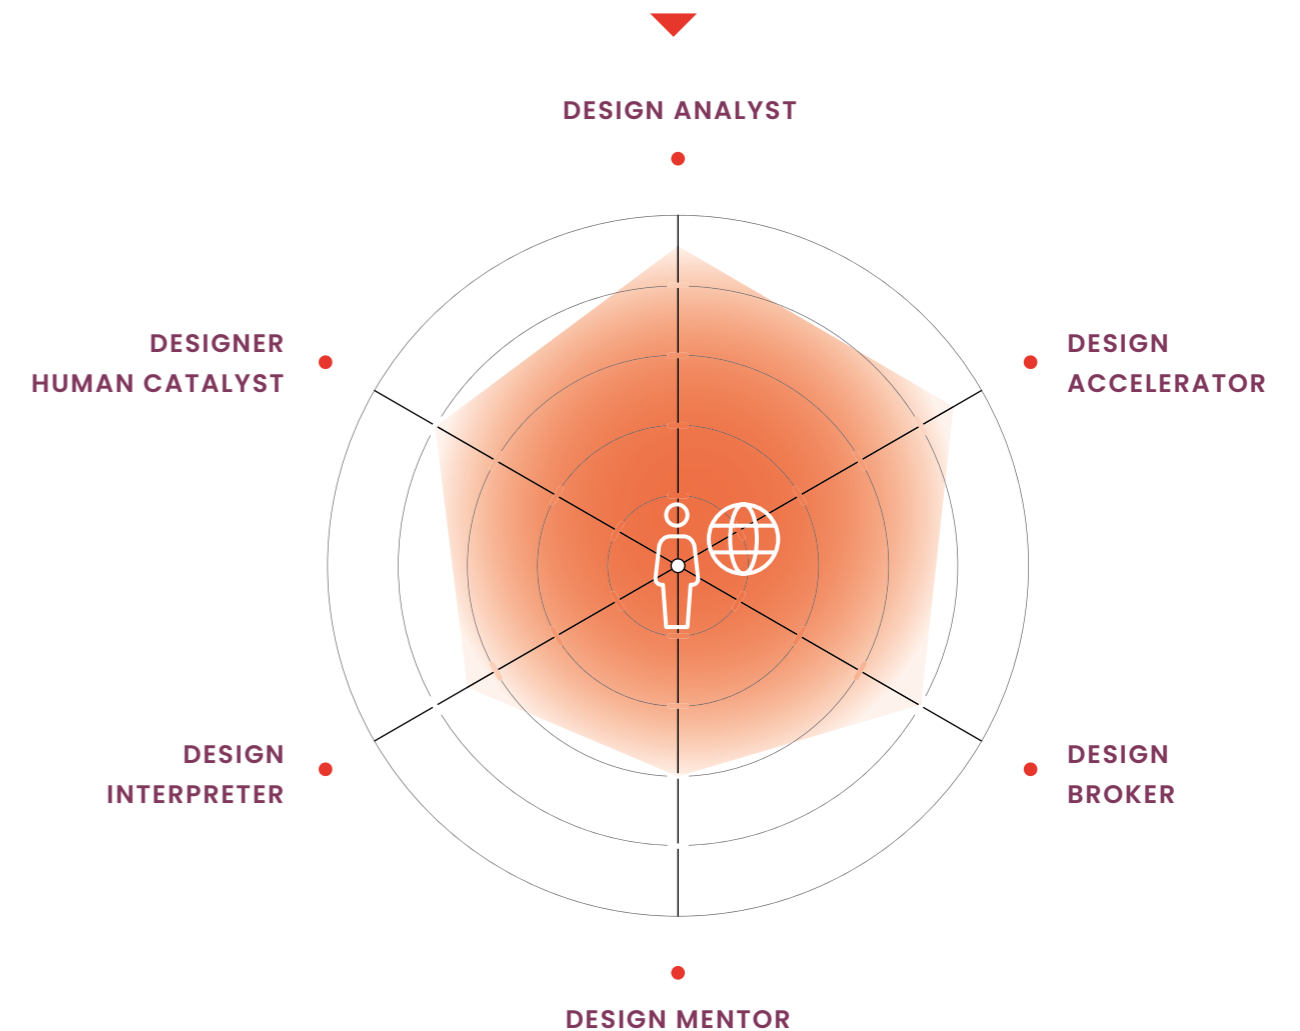 DESIGN ANALYST
DESIGNER
HUMAN CATALYST
DESIGN
ACCELERATOR
DESIGN
INTERPRETER
DESIGN
BROKER
DESIGN MENTOR